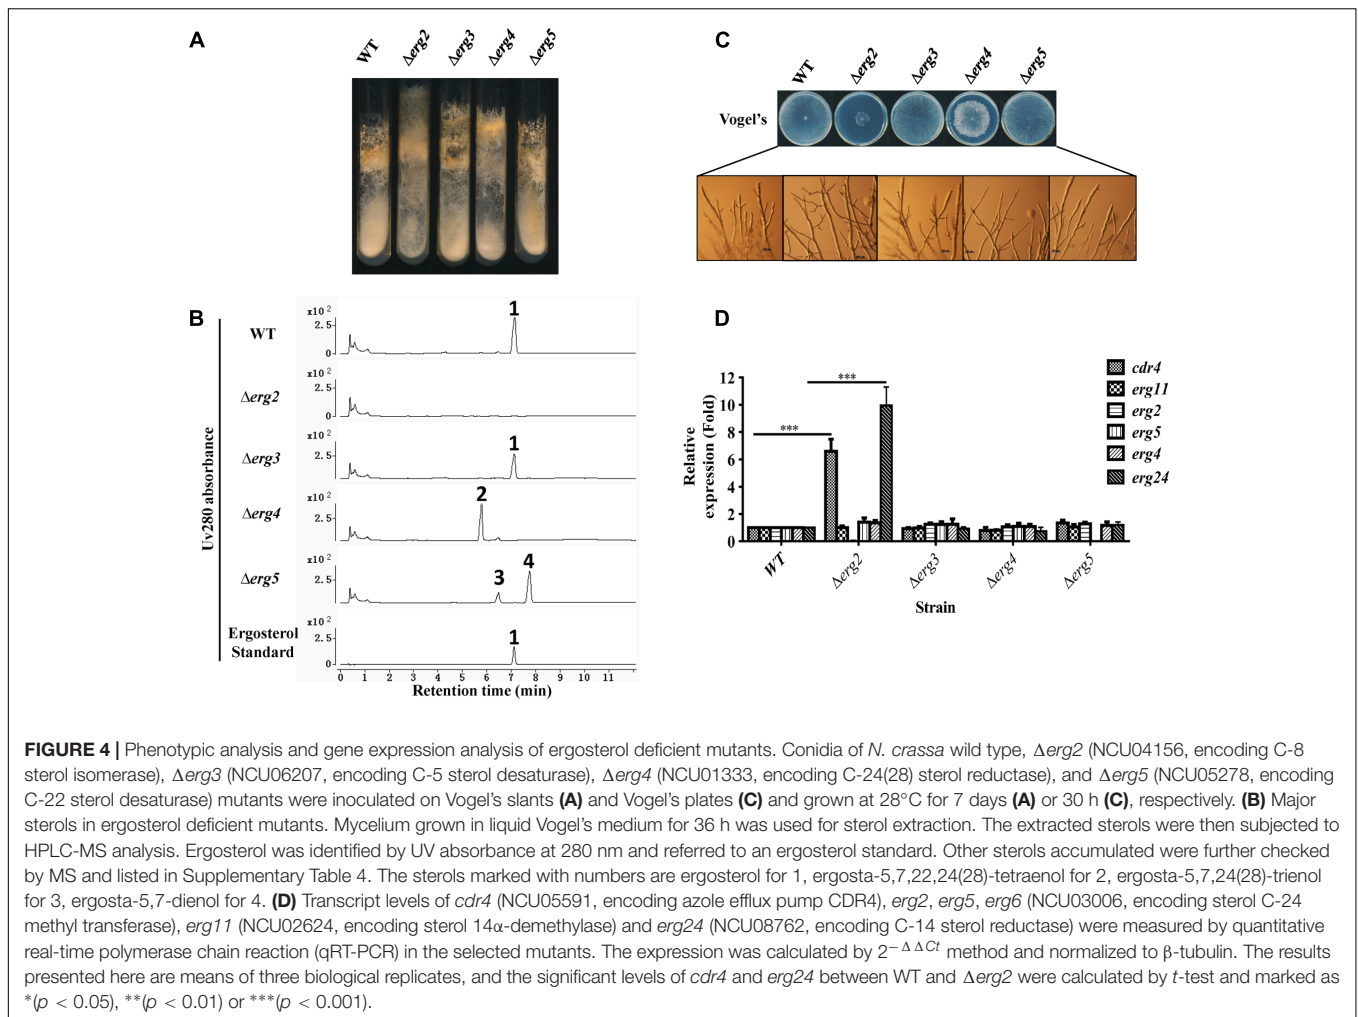 A
WT
Δerg2
Δerg3
Δerg4
Δerg5
C
WT
Δerg2
Δerg3
Δerg4
Δerg5
Vogel's
B
Uv280 absorbance
WT
x10 2
2.5
0
1
Δerg2
x10 2
2.5
0
Δerg3
x10 2
2.5
0
1
Δerg4
x10 2
2.5
0
2
Δerg5
x10 2
2.5
0
3
4
Ergosterol
Standard
x10 2
2.5
0
1
0 1 2 3 4 5 6 7 8 9 10 11
Retention time (min)
D
Relative
expression (Fold)
12
10
8
6
4
2
0
***
***
WT
Δerg2
Δerg3
Δerg4
Δerg5
Strain
cdr4
erg11
erg2
erg5
erg4
erg24
FIGURE 4 | Phenotypic analysis and gene expression analysis of ergosterol deficient mutants. Conidia of N. crassa wild type, Δerg2 (NCU04156, encoding C-8
sterol isomerase), Δerg3 (NCU06207, encoding C-5 sterol desaturase), Δerg4 (NCU01333, encoding C-24(28) sterol reductase), and Δerg5 (NCU05278, encoding
C-22 sterol desaturase) mutants were inoculated on Vogel's slants (A) and Vogel's plates (C) and grown at 28°C for 7 days (A) or 30 h (C), respectively. (B) Major
sterols in ergosterol deficient mutants. Mycelium grown in liquid Vogel's medium for 36 h was used for sterol extraction. The extracted sterols were then subjected to
HPLC-MS analysis. Ergosterol was identified by UV absorbance at 280 nm and referred to an ergosterol standard. Other sterols accumulated were further checked
by MS and listed in Supplementary Table 4. The sterols marked with numbers are ergosterol for 1, ergosta-5,7,22,24(28)-tetraenol for 2, ergosta-5,7,24(28)-trienol
for 3, ergosta-5,7-dienol for 4. (D) Transcript levels of cdr4 (NCU05591, encoding azole efflux pump CDR4), erg2, erg5, erg6 (NCU03006, encoding sterol C-24
methyl transferase), erg11 (NCU02624, encoding sterol 14α-demethylase) and erg24 (NCU08762, encoding C-14 sterol reductase) were measured by quantitative
real-time polymerase chain reaction (qRT-PCR) in the selected mutants. The expression was calculated by 2−ΔΔCt method and normalized to β-tubulin. The results
presented here are means of three biological replicates, and the significant levels of cdr4 and erg24 between WT and Δerg2 were calculated by t-test and marked as
*(p < 0.05), **(p < 0.01) or ***(p < 0.001).